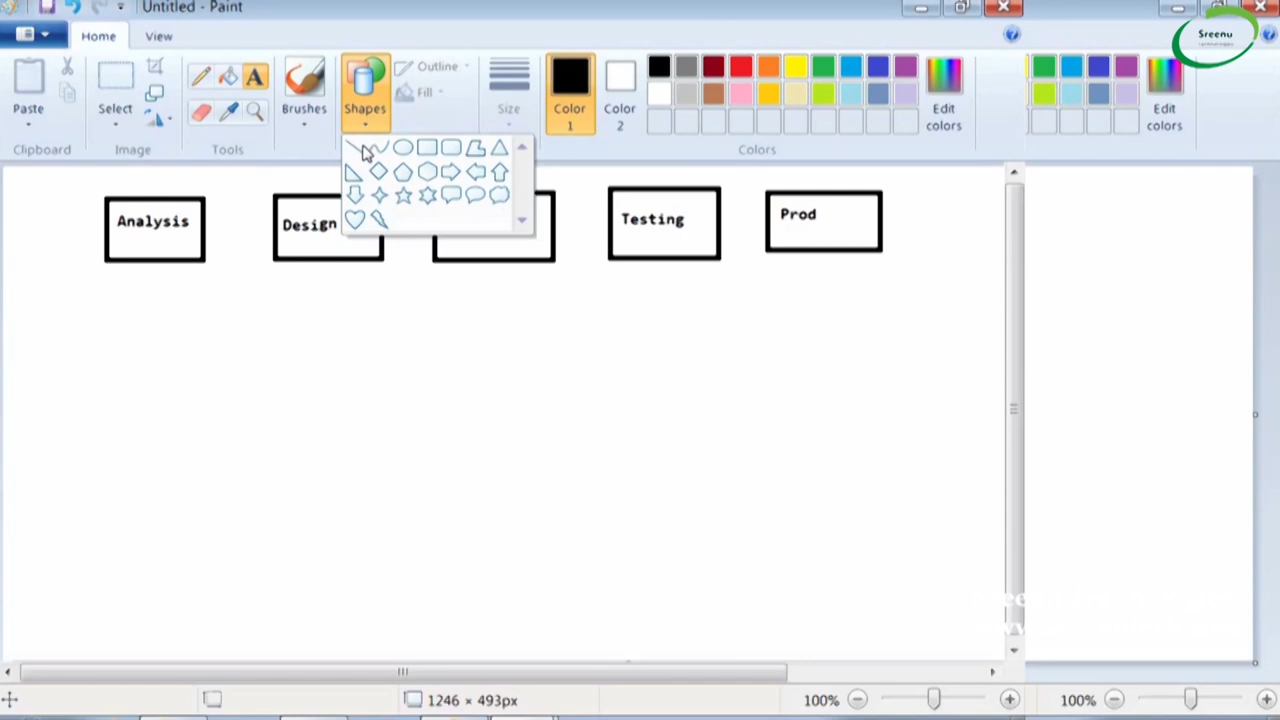 Untitled - Paint
Sreenu
Home View
Paste Select Brushes Shapes Outline Fill Size Color 1 Color 2 Edit colors Edit colors
Clipboard Image Tools Colors
Analysis Design Testing Prod
1246 × 493px 100% 100%